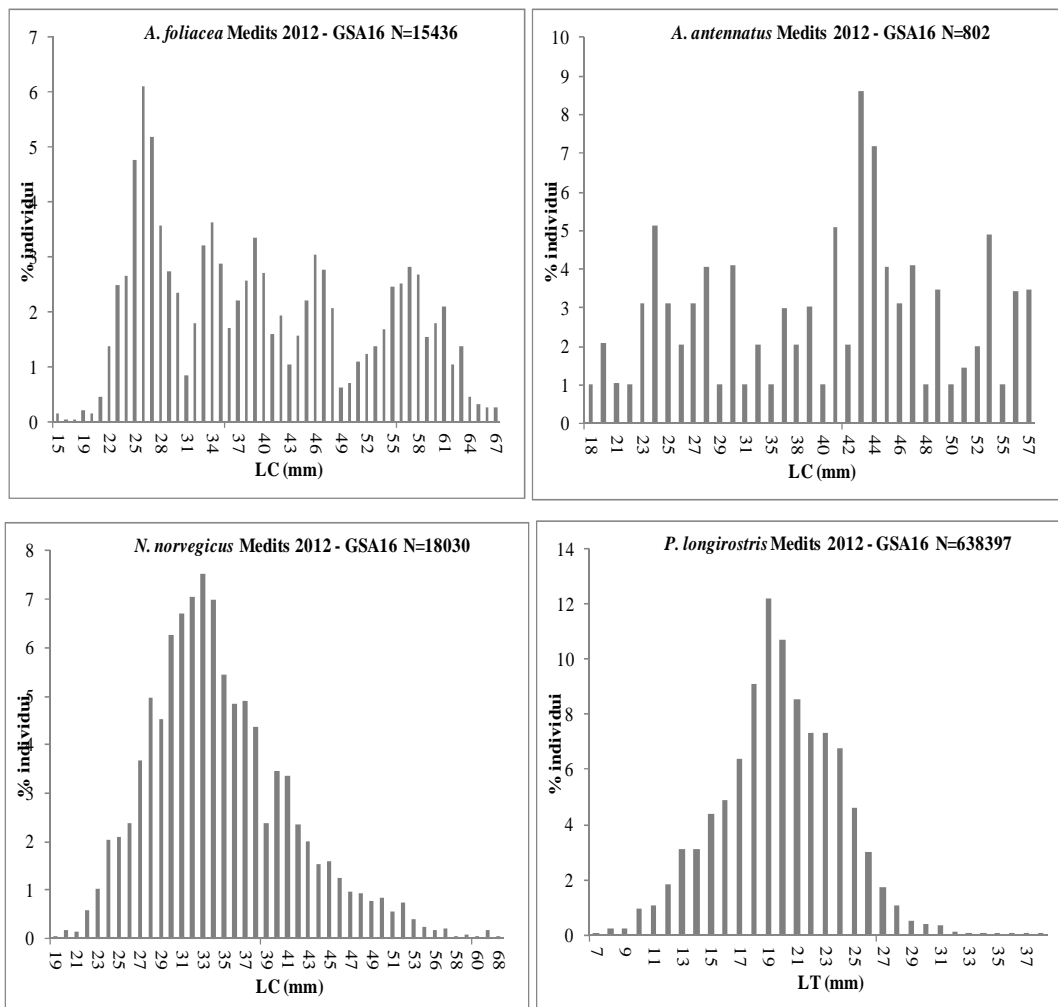 A. foliacea Medits 2012 - GSA16 N=15436
% individui
7
6
5
4
3
2
1
0
15 19 22 25 28 31 34 37 40 43 46 49 52 55 58 61 64 67
LC (mm)
A. antennatus Medits 2012 - GSA16 N=802
% individui
10
9
8
7
6
5
4
3
2
1
0
18 21 23 25 27 29 31 35 38 40 42 44 46 48 50 52 55 57
LC (mm)
N. norvegicus Medits 2012 - GSA16 N=18030
% individui
8
7
6
5
4
3
2
1
0
19 21 23 25 27 29 31 33 35 37 39 41 43 45 47 49 51 53 55 57 60 68
LC (mm)
P. longirostris Medits 2012 - GSA16 N=638397
% individui
14
12
10
8
6
4
2
0
7 9 11 13 15 17 19 21 23 25 27 29 31 33 35 37
LT (mm)